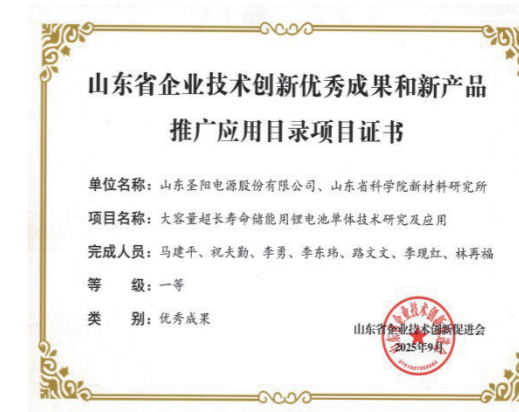 山东省企业技术创新优秀成果和新产品
推广应用目录项目证书
单位名称：山东圣阳电源股份有限公司、山东省科学院新材料研究所
项目名称：大容量超长寿命储能用锂电池单体技术研究及应用
完成人员：马建平、祝夫勤、李勇、李东玮、路文文、李现红、林再福
等 级：一等
类 别：优秀成果
山东省企业技术创新促进会
2025年9月